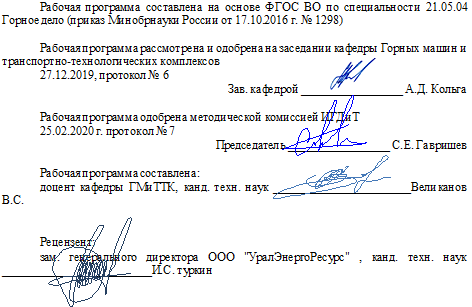 Рабочая программа составлена на основе ФГОС ВО по специальности 21.05.04
Горное дело (приказ Минобрнауки России от 17.10.2016 г. № 1298)
Рабочая программа рассмотрена и одобрена на заседании кафедры Горных машин и
транспортно-технологических комплексов
27.12.2019, протокол № 6
Зав. кафедрой ____________________ А.Д. Кольга
Рабочая программа одобрена методической комиссией ИГДиТ
25.02.2020 г. протокол № 7
Председатель ____________________ С.Е. Гавришев
Рабочая программа составлена:
доцент кафедры ГМиТТК, канд. техн. наук ____________________ Великанов
В.С.
Рецензент:
зам. генерального директора ООО "УралЭнергоРесурс" , канд. техн. наук
____________________ И.С. туркин